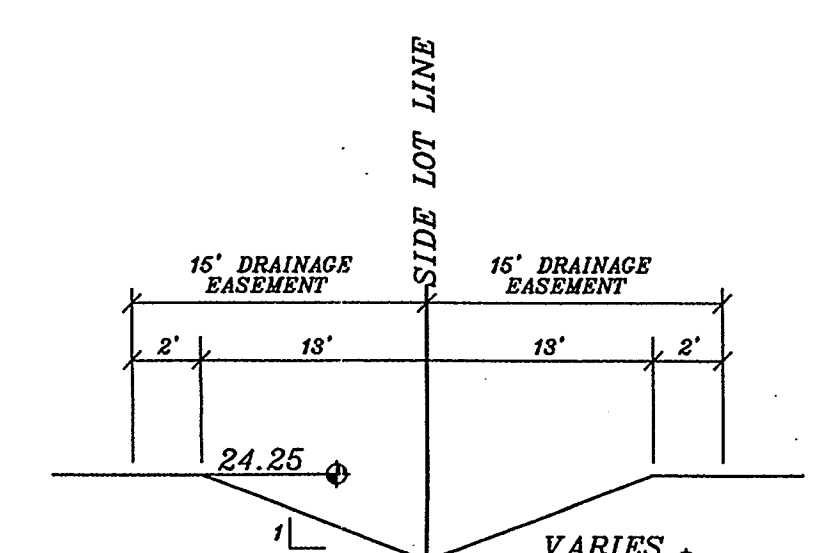 SIDE LOT LINE
15' DRAINAGE
EASEMENT
15' DRAINAGE
EASEMENT
2'
13'
13'
2'
24.25
1
VARIES